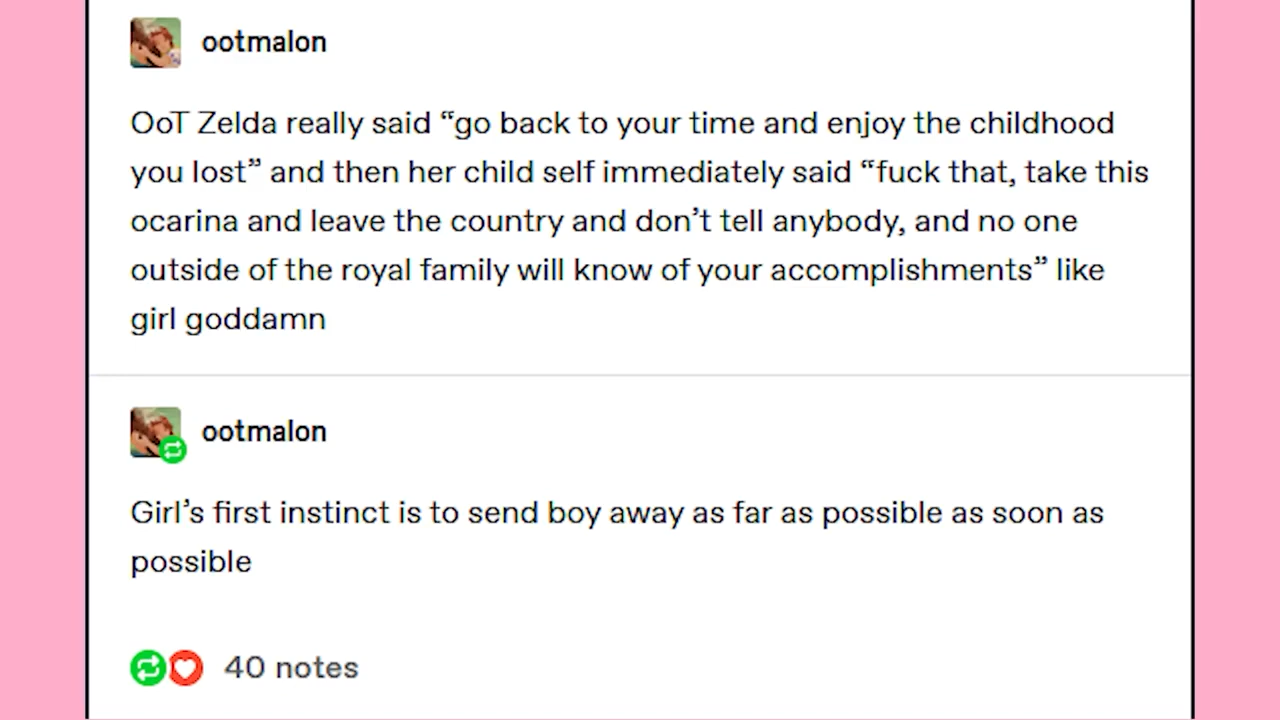 ootmalon
OoT Zelda really said “go back to your time and enjoy the childhood
you lost” and then her child self immediately said “fuck that, take this
ocarina and leave the country and don’t tell anybody, and no one
outside of the royal family will know of your accomplishments” like
girl goddamn
ootmalon
Girl’s first instinct is to send boy away as far as possible as soon as
possible
40 notes